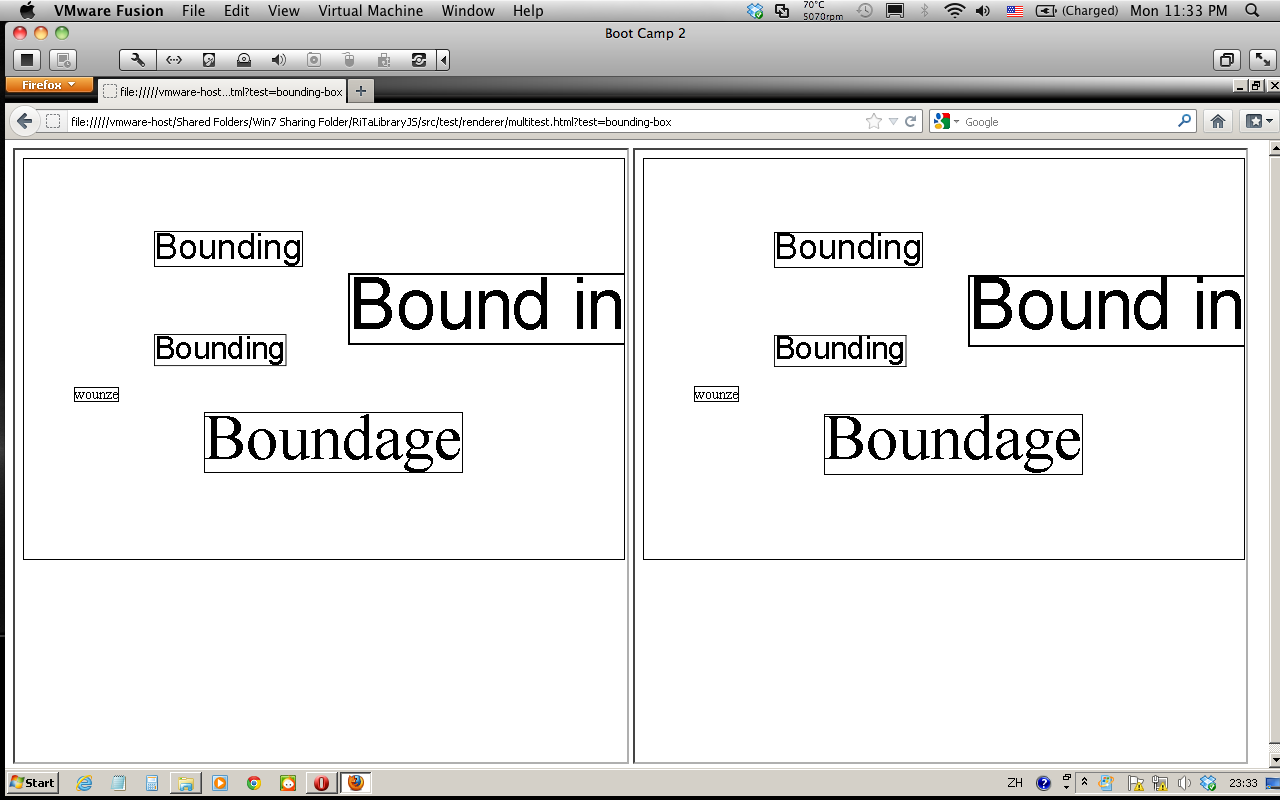 VMware Fusion File Edit View Virtual Machine Window Help 70°C 5070rpm (Charged) Mon 11:33 PM
Boot Camp 2
Firefox
file://///vmware-host...tml?test=bounding-box
file://///vmware-host/Shared Folders/Win7 Sharing Folder/RiTaLibraryJS/src/test/renderer/multitest.html?test=bounding-box Google
Bounding Bounding
Bound in Bound in
Bounding Bounding
wounze wounze
Boundage Boundage
Start ZH 23:33